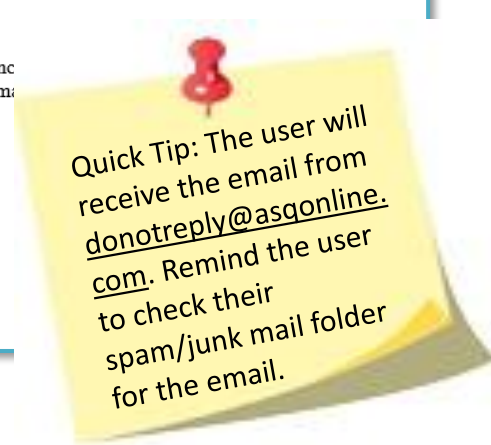 Quick Tip: The user will
receive the email from
donotreply@asqonline.
com. Remind the user
to check their
spam/junk mail folder
for the email.